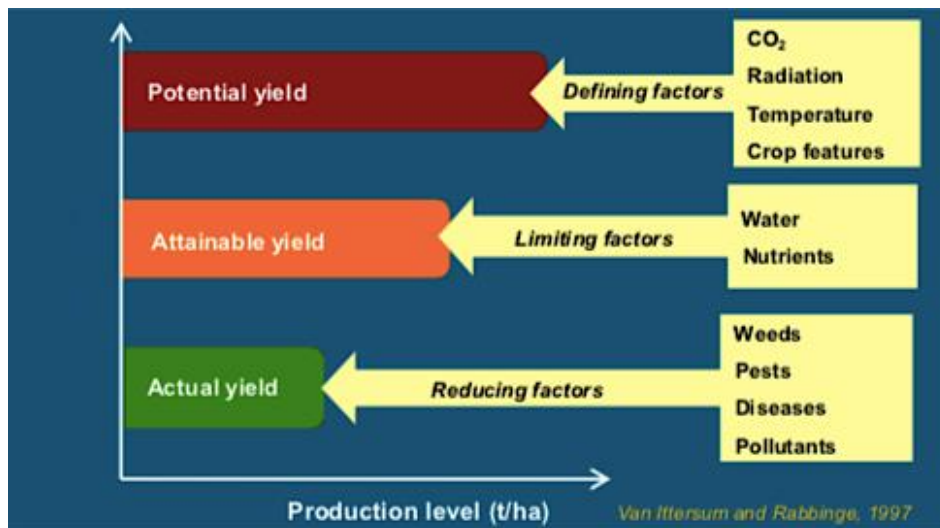 Potential yield
Defining factors
CO₂
Radiation
Temperature
Crop features
Attainable yield
Limiting factors
Water
Nutrients
Actual yield
Reducing factors
Weeds
Pests
Diseases
Pollutants
Production level (t/ha)
Van Ittersum and Rabbinge, 1997